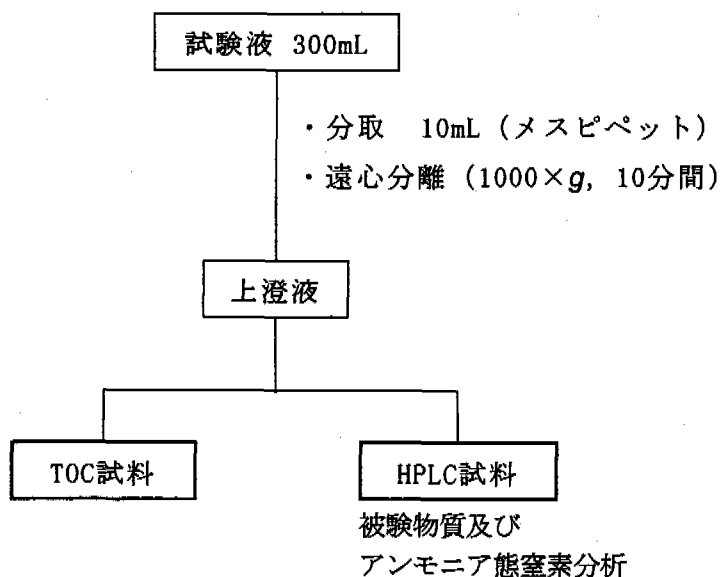 試験液 300mL
・分取 10mL（メスピペット）
・遠心分離（1000×g, 10分間）
上澄液
TOC試料
HPLC試料
被験物質及び
アンモニア態窒素分析